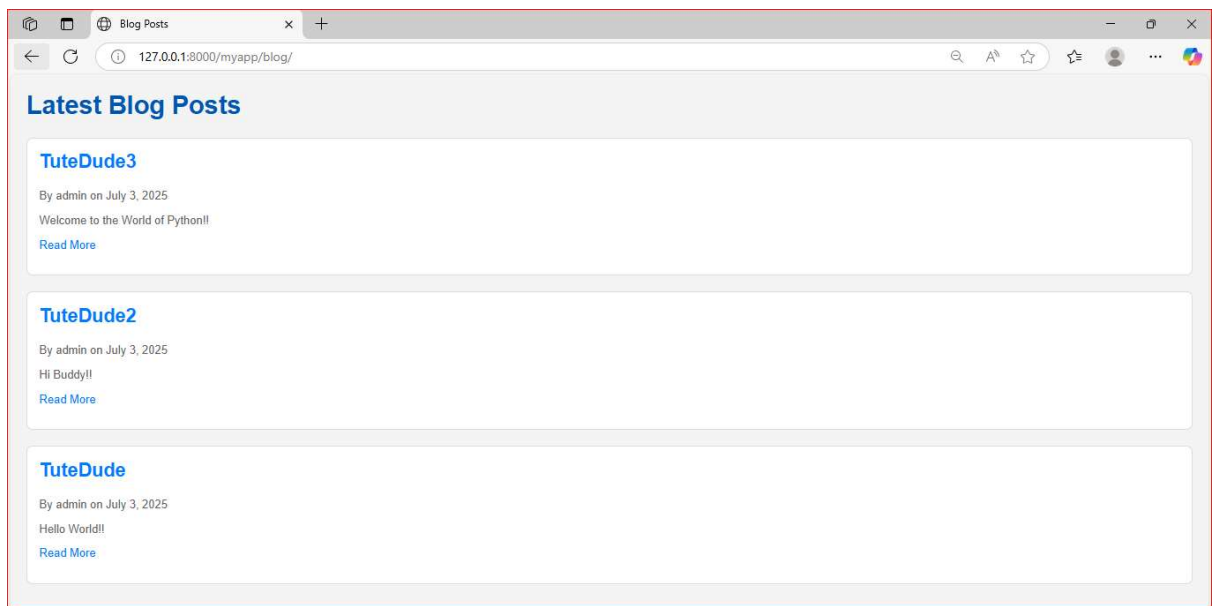 Blog Posts
127.0.0.1:8000/myapp/blog/
Latest Blog Posts
TuteDude3
By admin on July 3, 2025
Welcome to the World of Python!!
Read More
TuteDude2
By admin on July 3, 2025
Hi Buddy!!
Read More
TuteDude
By admin on July 3, 2025
Hello World!!
Read More